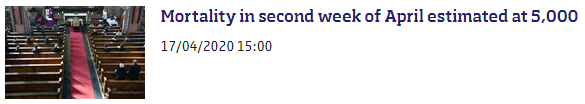 Mortality in second week of April estimated at 5,000
17/04/2020 15:00